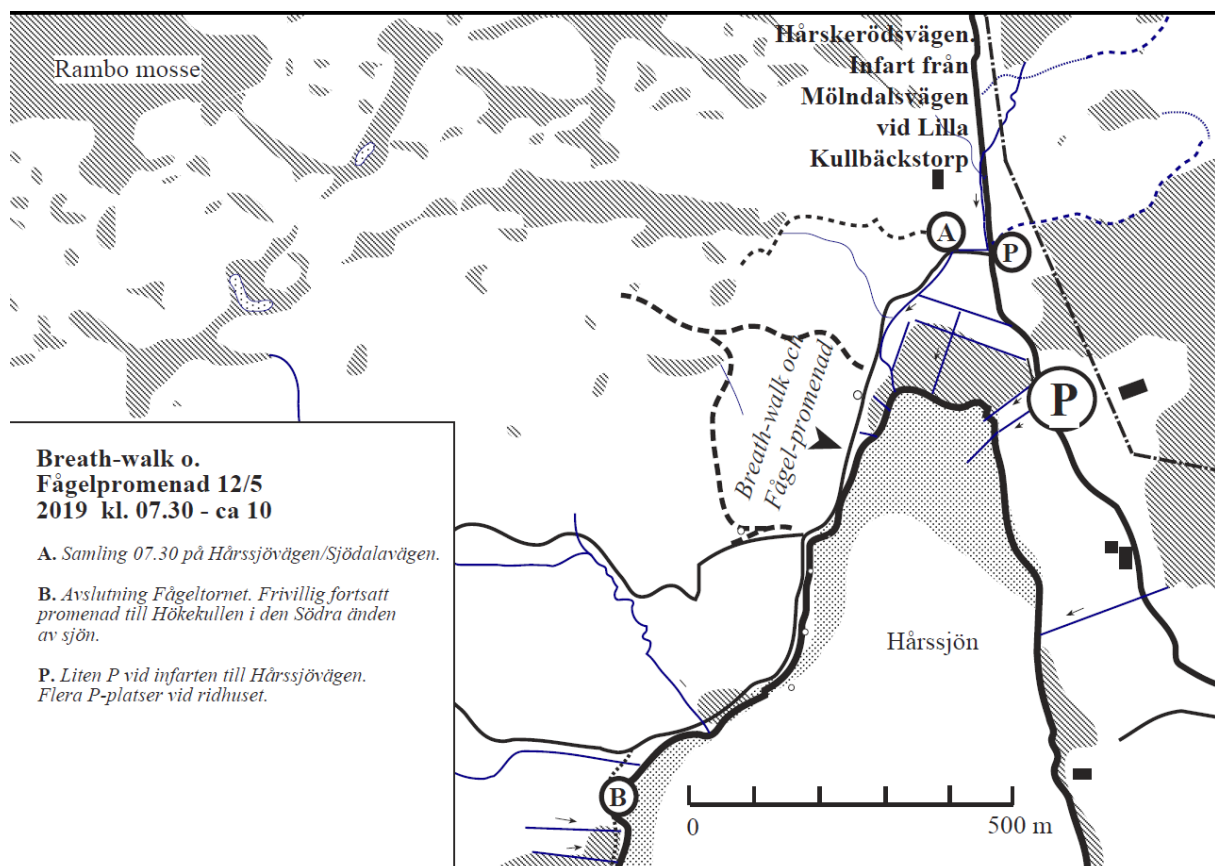 Rambo mosse
Hårskerödsvägen.
Infart från
Mölndalsvägen
vid Lilla
Kullbäckstorp
A
P
P
Breath-walk och
Fågel-promenad
Breath-walk o.
Fågelpromenad 12/5
2019 kl. 07.30 - ca 10
A. Samling 07.30 på Hårssjövägen/Sjödalavägen.
B. Avslutning Fågeltornet. Frivillig fortsatt
promenad till Hökekullen i den Södra änden
av sjön.
P. Liten P vid infarten till Hårssjövägen.
Flera P-platser vid ridhuset.
Hårssjön
B
0
500 m